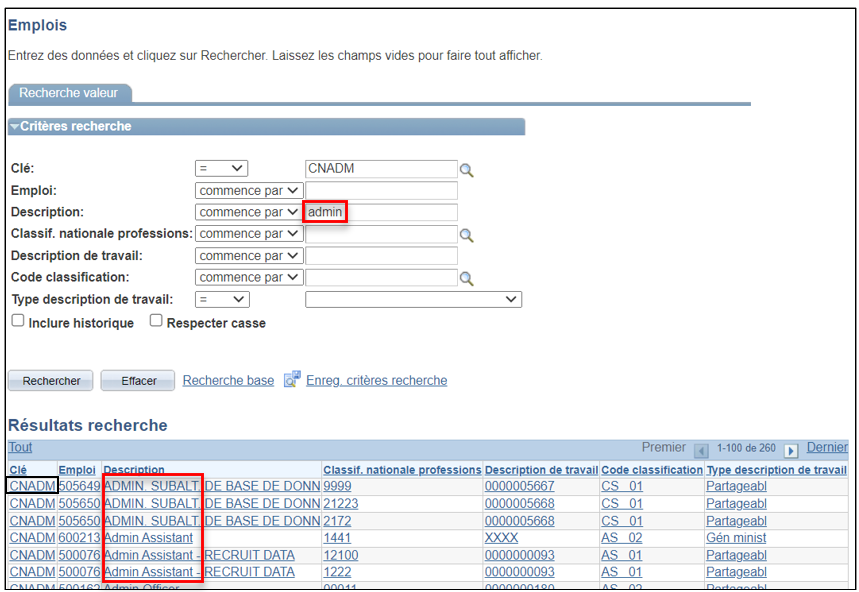 Emplois
Entrez des données et cliquez sur Rechercher. Laissez les champs vides pour faire tout afficher.
Recherche valeur
Critères recherche
Clé: = CNADM
Emploi: commence par
Description: commence par admin
Classif. nationale professions: commence par
Description de travail: commence par
Code classification: commence par
Type description de travail: =
Inclure historique Respecter casse
Rechercher Effacer Recherche base Enreg. critères recherche
Résultats recherche
Tout Premier 1-100 de 260 Dernier
Clé Emploi Description Classif. nationale professions Description de travail Code classification Type description de travail
CNADM 505649 ADMIN. SUBALT. DE BASE DE DONN 9999 0000005667 CS 01 Partageabl
CNADM 505650 ADMIN. SUBALT. DE BASE DE DONN 21223 0000005668 CS 01 Partageabl
CNADM 505650 ADMIN. SUBALT. DE BASE DE DONN 2172 0000005668 CS 01 Partageabl
CNADM 600213 Admin Assistant 1441 XXXX AS 02 Gén minist
CNADM 500076 Admin Assistant - RECRUIT DATA 12100 0000000093 AS 01 Partageabl
CNADM 500076 Admin Assistant - RECRUIT DATA 1222 0000000093 AS 01 Partageabl
CNADM 500162 Admin Officer 00011 0000000180 AS 02 Partageabl